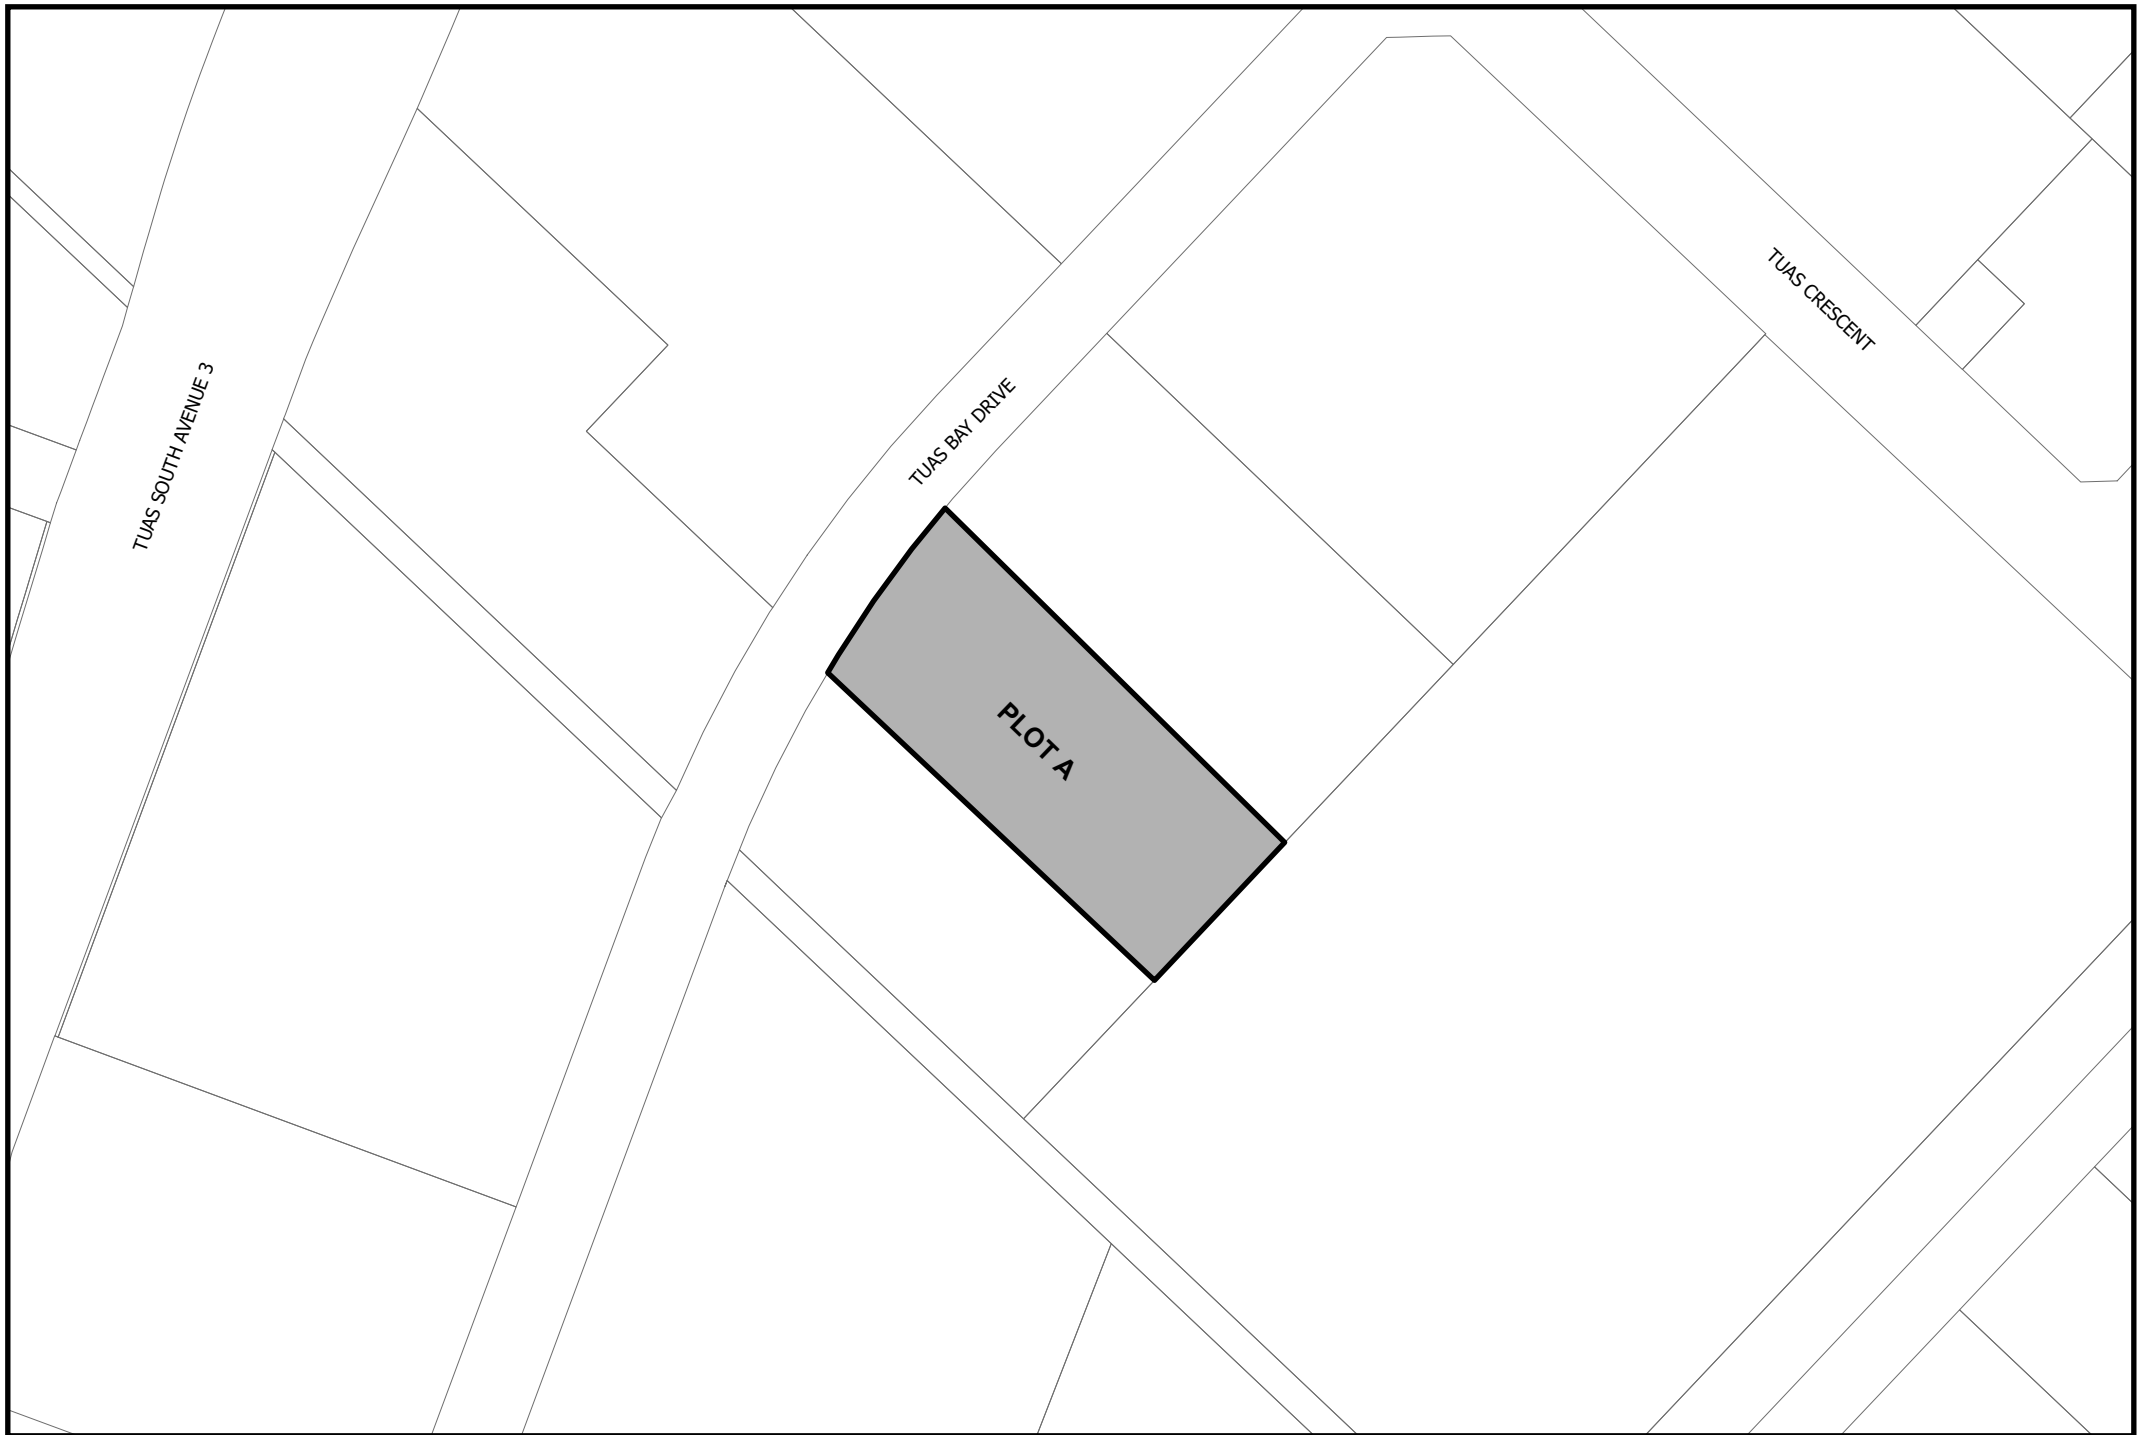 TUAS CRESCENT
TUAS SOUTH AVENUE 3
TUAS BAY DRIVE
PLOT A